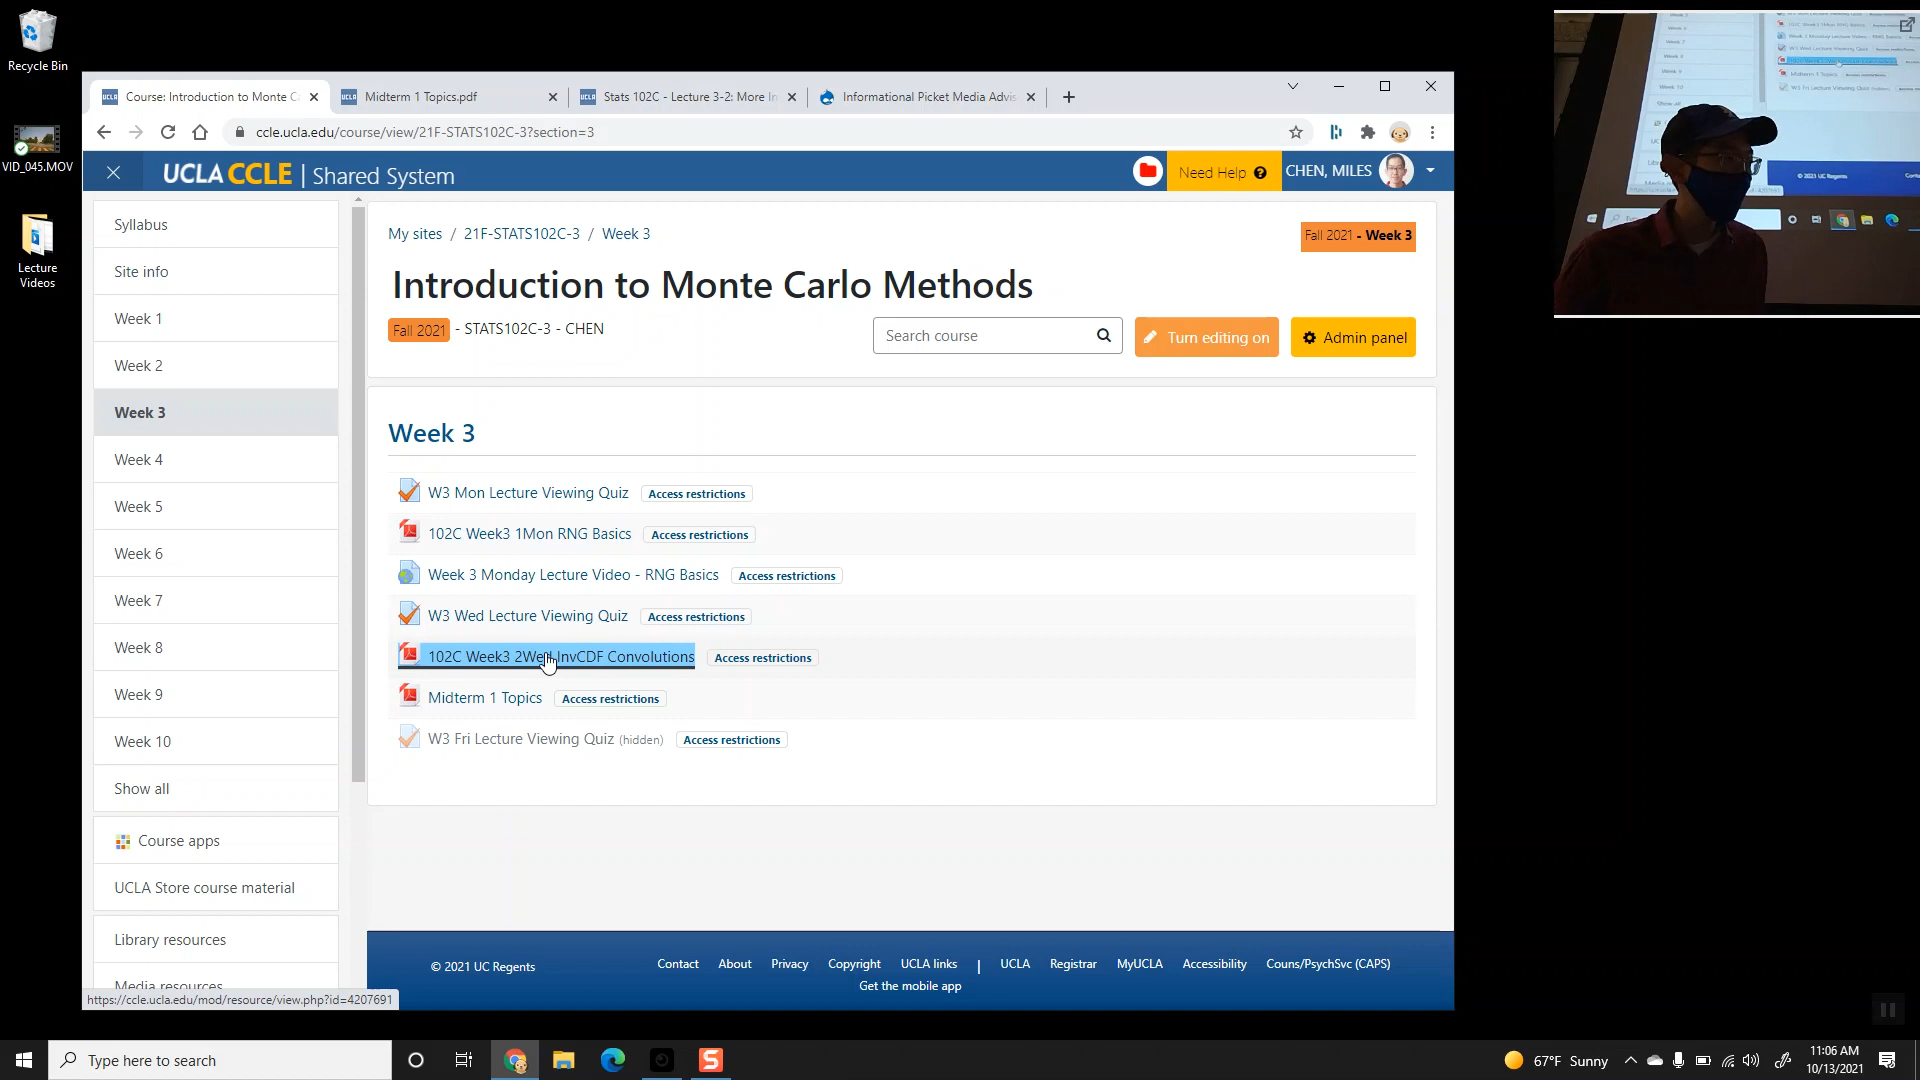 Recycle Bin
VID_045.MOV
Lecture
Videos
Course: Introduction to Monte C
Midterm 1 Topics.pdf
Stats 102C - Lecture 3-2: More In
Informational Picket Media Advis
ccle.ucla.edu/course/view/21F-STATS102C-3?section=3
UCLA CCLE | Shared System
Need Help
CHEN, MILES
Syllabus
Site info
Week 1
Week 2
Week 3
Week 4
Week 5
Week 6
Week 7
Week 8
Week 9
Week 10
Show all
Course apps
UCLA Store course material
Library resources
Media resources
https://ccle.ucla.edu/mod/resource/view.php?id=4207691
My sites / 21F-STATS102C-3 / Week 3
Fall 2021 - Week 3
Introduction to Monte Carlo Methods
Fall 2021 - STATS102C-3 - CHEN
Search course
Turn editing on
Admin panel
Week 3
W3 Mon Lecture Viewing Quiz Access restrictions
102C Week3 1Mon RNG Basics Access restrictions
Week 3 Monday Lecture Video - RNG Basics Access restrictions
W3 Wed Lecture Viewing Quiz Access restrictions
102C Week3 2Wed InvCDF Convolutions Access restrictions
Midterm 1 Topics Access restrictions
W3 Fri Lecture Viewing Quiz (hidden) Access restrictions
© 2021 UC Regents
Contact About Privacy Copyright UCLA links | UCLA Registrar MyUCLA Accessibility Couns/PsychSvc (CAPS)
Get the mobile app
Type here to search
67°F Sunny
11:06 AM
10/13/2021